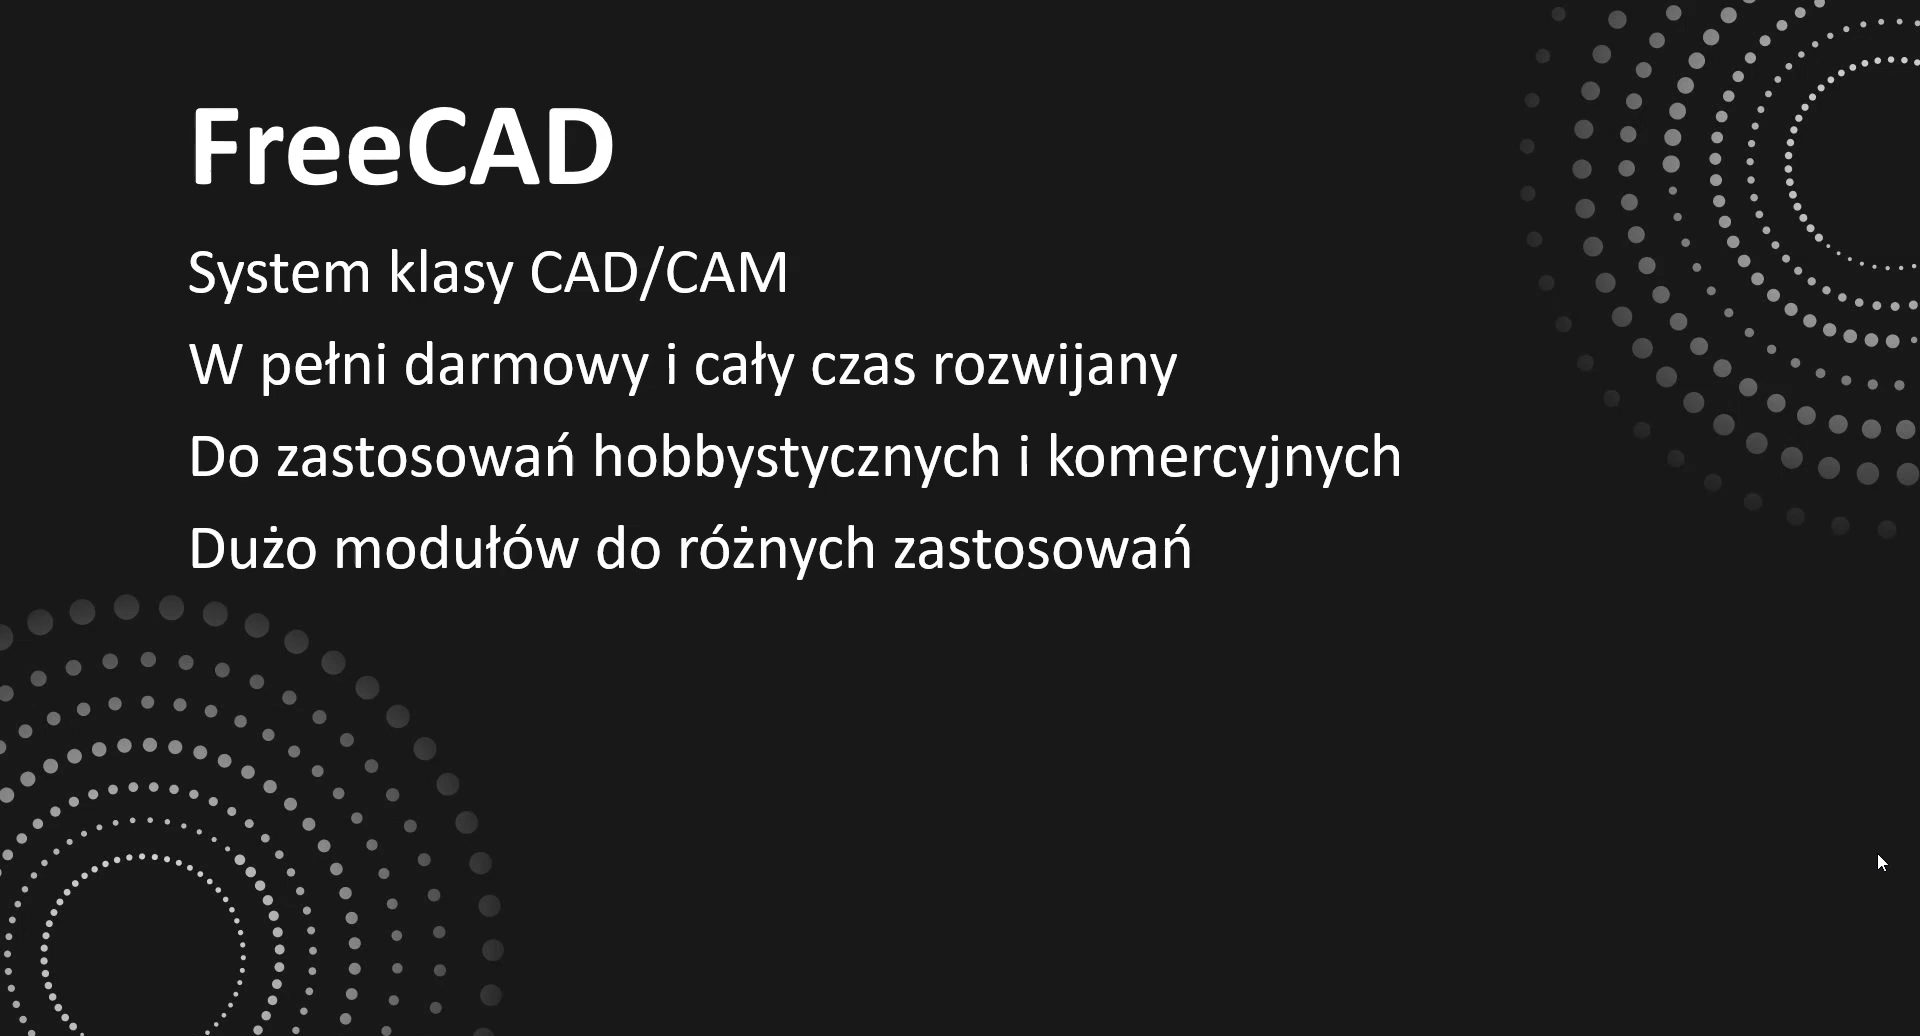 FreeCAD
System klasy CAD/CAM
W pełni darmowy i cały czas rozwijany
Do zastosowań hobbystycznych i komercyjnych
Dużo modułów do różnych zastosowań